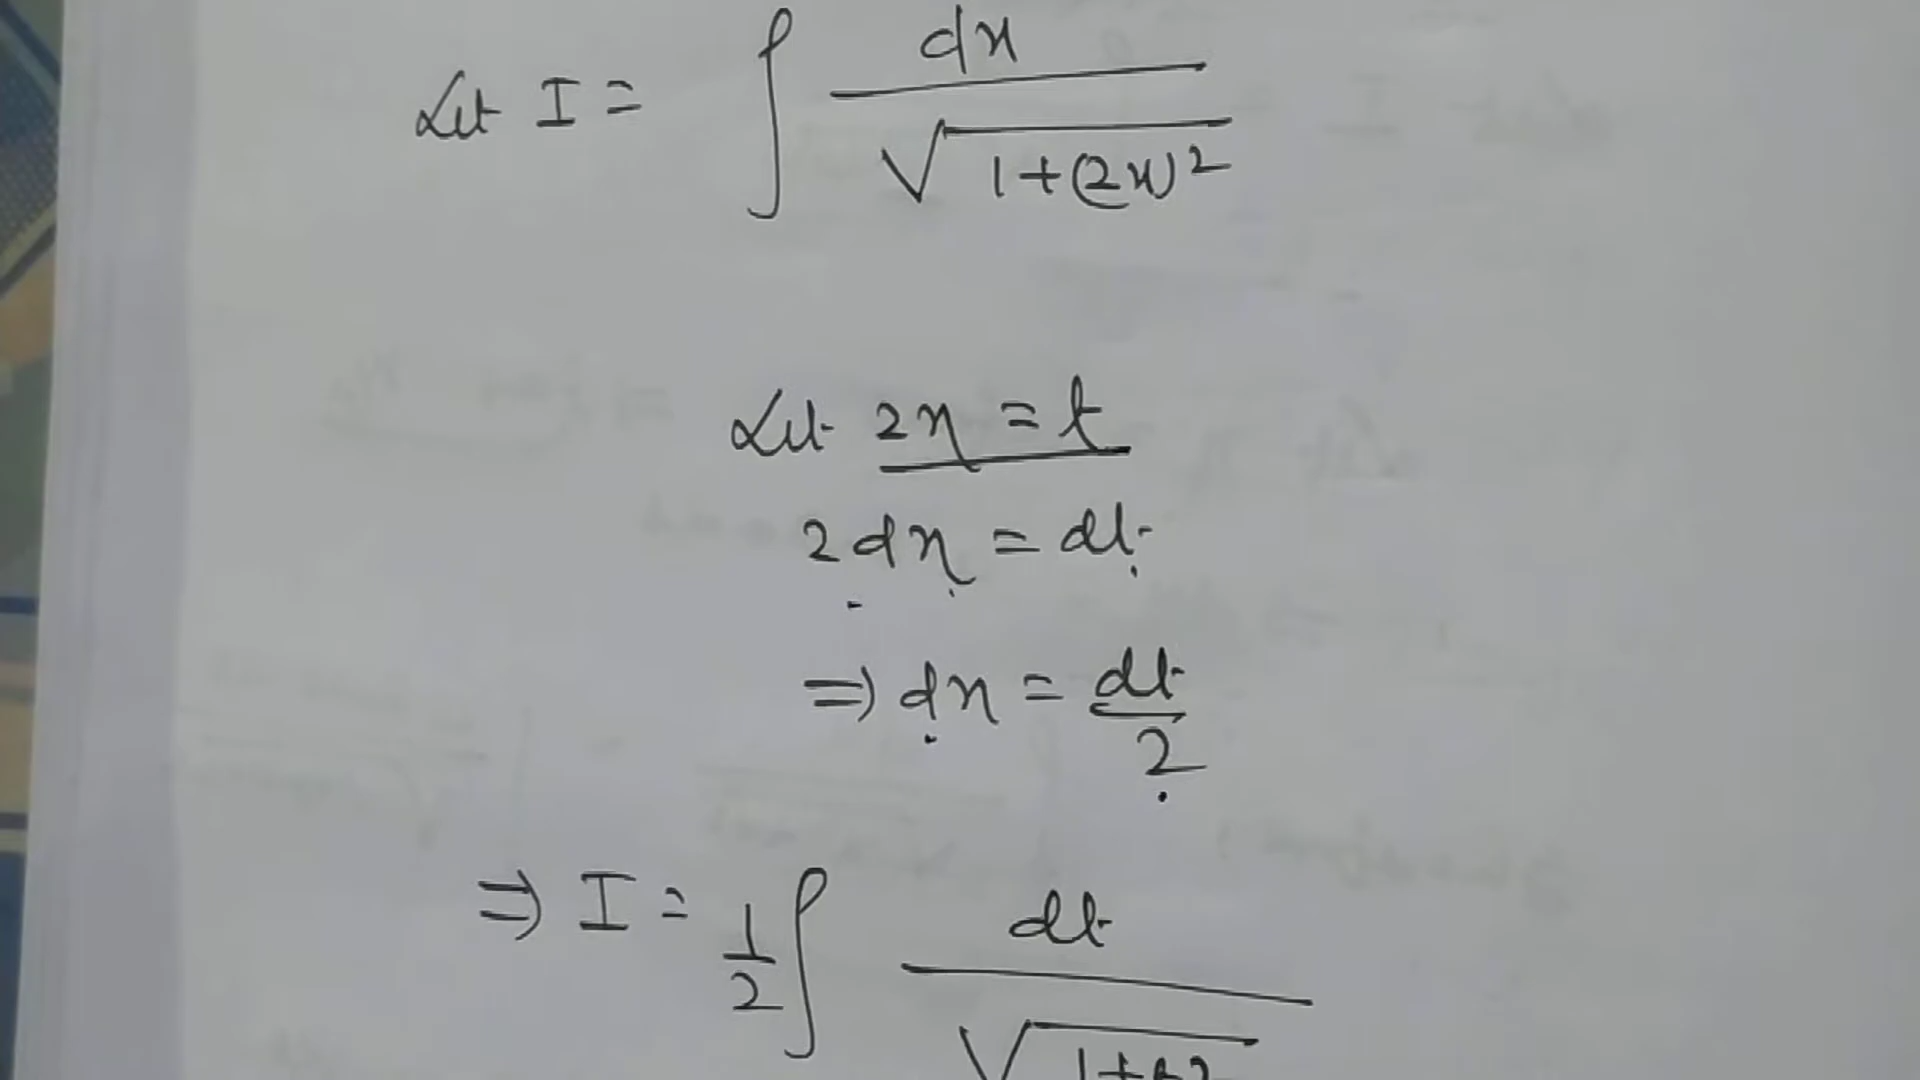 Let I = ∫ dx / √(1+(2x)²)
Let 2x = t
2dx = dt
⇒ dx = dt/2
⇒ I = 1/2 ∫ dt / √(1+t²)